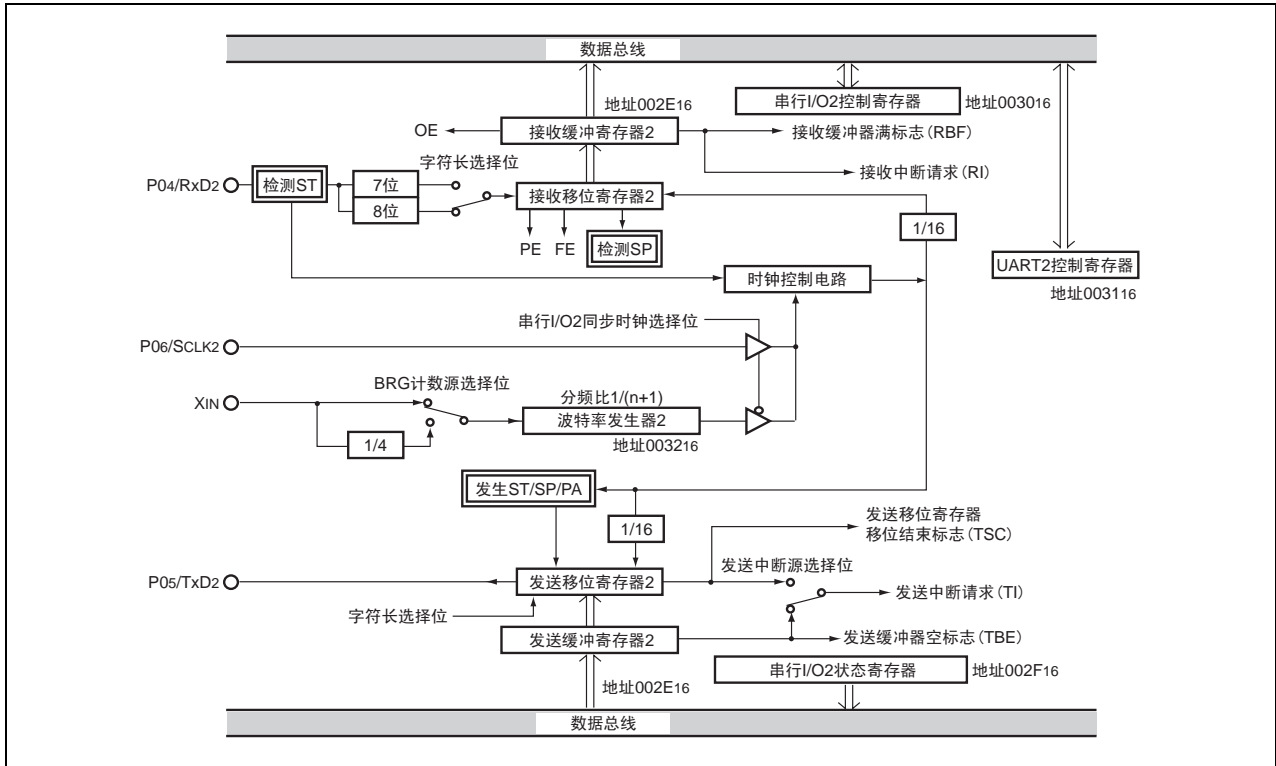 数据总线
地址002E16
串行I/O2控制寄存器 地址003016
OE 接收缓冲寄存器2 接收缓冲器满标志(RBF)
字符长选择位
接收中断请求(RI)
P04/RxD2 检测ST 7位 接收移位寄存器2
8位
1/16
PE FE 检测SP
UART2控制寄存器
时钟控制电路
地址003116
串行I/O2同步时钟选择位
P06/SCLK2
BRG计数源选择位
分频比1/(n+1)
XIN
波特率发生器2
1/4
地址003216
发生ST/SP/PA
1/16
发送移位寄存器
移位结束标志(TSC)
发送中断源选择位
P05/TxD2 发送移位寄存器2
发送中断请求(TI)
字符长选择位
发送缓冲寄存器2 发送缓冲器空标志(TBE)
串行I/O2状态寄存器 地址002F16
地址002E16
数据总线